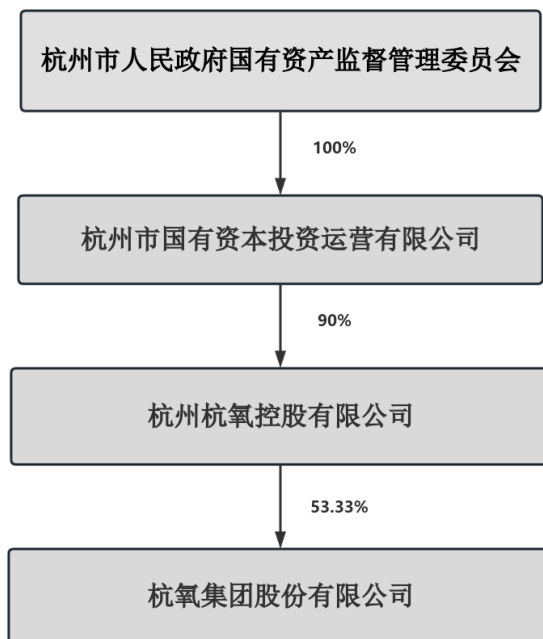 杭州市人民政府国有资产监督管理委员会
100%
杭州市国有资本投资运营有限公司
90%
杭州杭氧控股有限公司
53.33%
杭氧集团股份有限公司